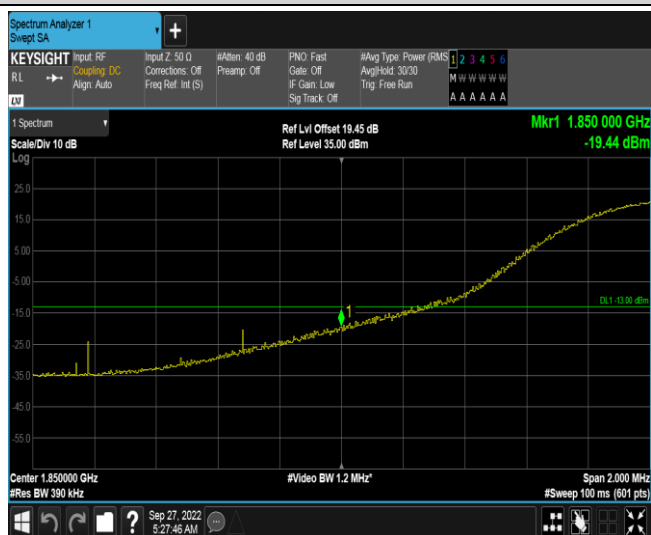 Spectrum Analyzer 1
Swept SA
+
KEYSIGHT
RL
Input: RF
Coupling: DC
Align: Auto
Input Z: 50 Ω
Corrections: Off
Freq Ref: Int (S)
#Atten: 40 dB
Preamp: Off
PNO: Fast
Gate: Off
IF Gain: Low
Sig Track: Off
#Avg Type: Power (RMS
Avg|Hold: 30/30
Trig: Free Run
1 2 3 4 5 6
M W W W W W
A A A A A A
1 Spectrum
Scale/Div 10 dB
Log
Ref Lvl Offset 19.45 dB
Ref Level 35.00 dBm
Mkr1 1.850 000 GHz
-19.44 dBm
25.0
15.0
5.00
-5.00
-15.0
-25.0
-35.0
-45.0
-55.0
1
DL1 -13.00 dBm
Center 1.850000 GHz
#Res BW 390 kHz
#Video BW 1.2 MHz*
Span 2.000 MHz
#Sweep 100 ms (601 pts)
?
Sep 27, 2022
5:27:46 AM